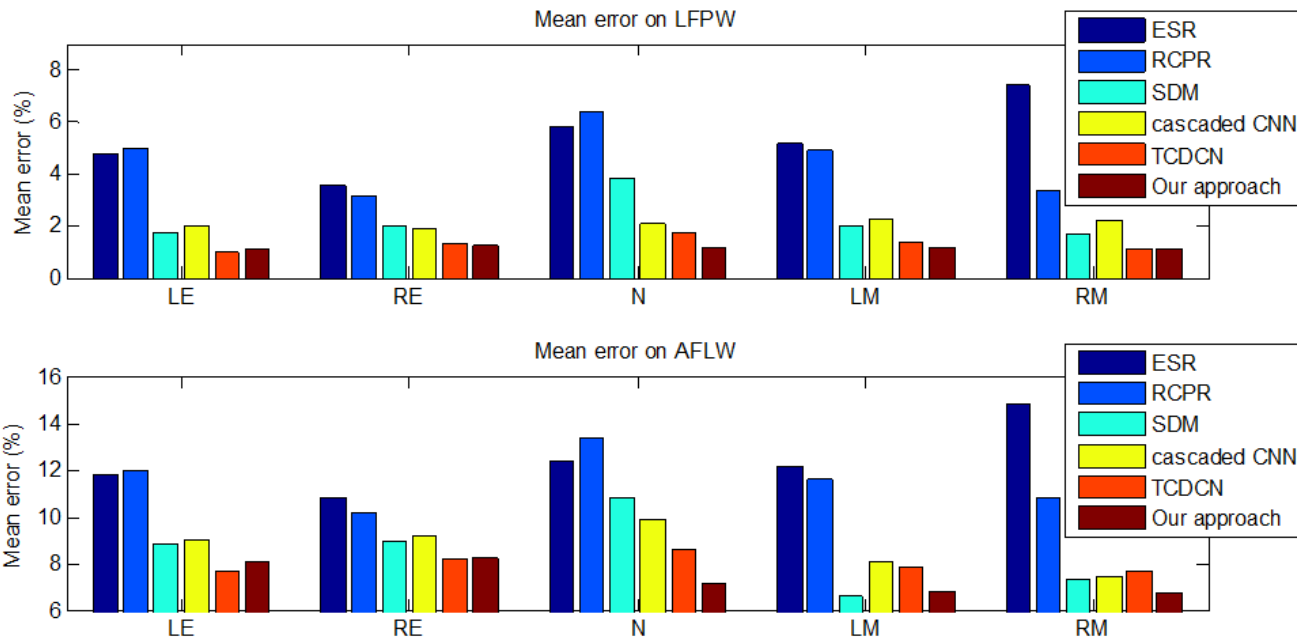 Mean error on LFPW
Mean error (%)
8
6
4
2
0
LE RE N LM RM
ESR
RCPR
SDM
cascaded CNN
TCDCN
Our approach
Mean error on AFLW
Mean error (%)
16
14
12
10
8
6
LE RE N LM RM
ESR
RCPR
SDM
cascaded CNN
TCDCN
Our approach